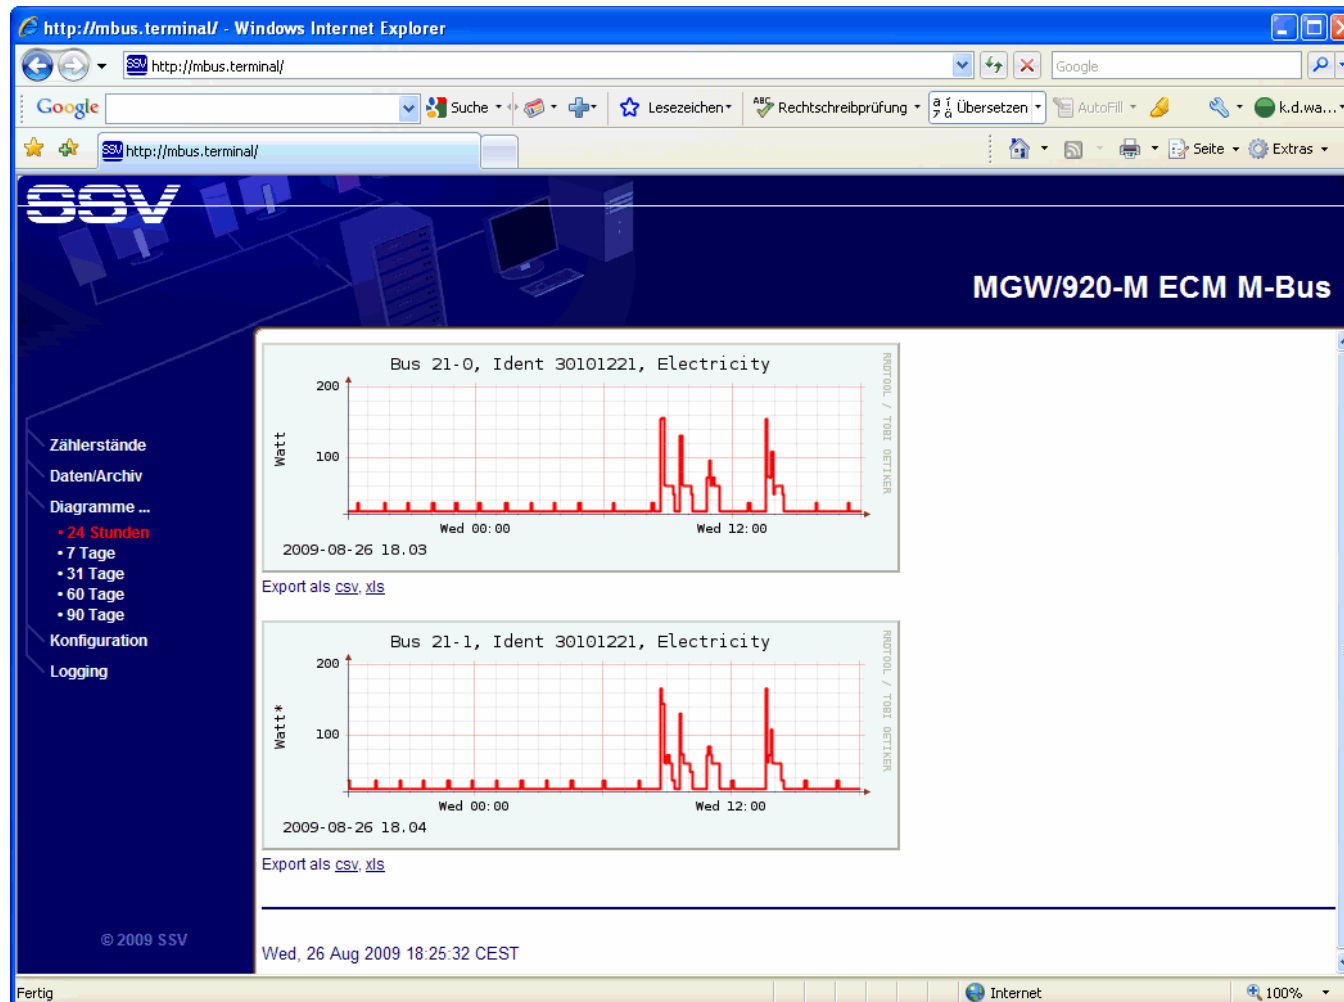 http://mbus.terminal/ - Windows Internet Explorer
SSV http://mbus.terminal/ Google
Google Suche Lesezeichen ABC Rechtschreibprüfung Übersetzen AutoFill k.d.wa...
SSV http://mbus.terminal/ Seite Extras
SSV
MGW/920-M ECM M-Bus
Zählerstände
Daten/Archiv
Diagramme ...
• 24 Stunden
• 7 Tage
• 31 Tage
• 60 Tage
• 90 Tage
Konfiguration
Logging
© 2009 SSV
Bus 21-0, Ident 30101221, Electricity
200
100
Watt
Wed 00:00 Wed 12:00
2009-08-26 18.03
RRDTOOL / TOBI OETIKER
Export als csv, xls
Bus 21-1, Ident 30101221, Electricity
200
100
Watt*
Wed 00:00 Wed 12:00
2009-08-26 18.04
RRDTOOL / TOBI OETIKER
Export als csv, xls
Wed, 26 Aug 2009 18:25:32 CEST
Fertig Internet 100%